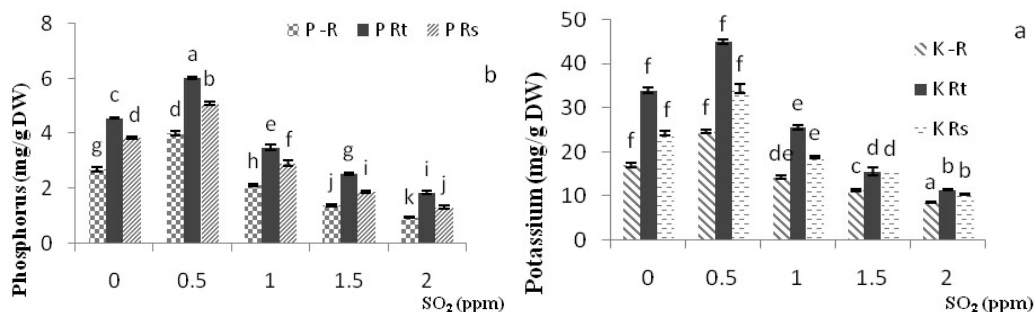 P -R P Rt P Rs
b
Phosphorus (mg/g DW)
8
6
4
2
0
g c d
d a b
h e f
j g i
k i j
0 0.5 1 1.5 2
SO₂ (ppm)
a
K -R
K Rt
K Rs
Potassium (mg/g DW)
50
40
30
20
10
0
f f f
f f f
de e e
c d d
a b b
0 0.5 1 1.5 2
SO₂ (ppm)